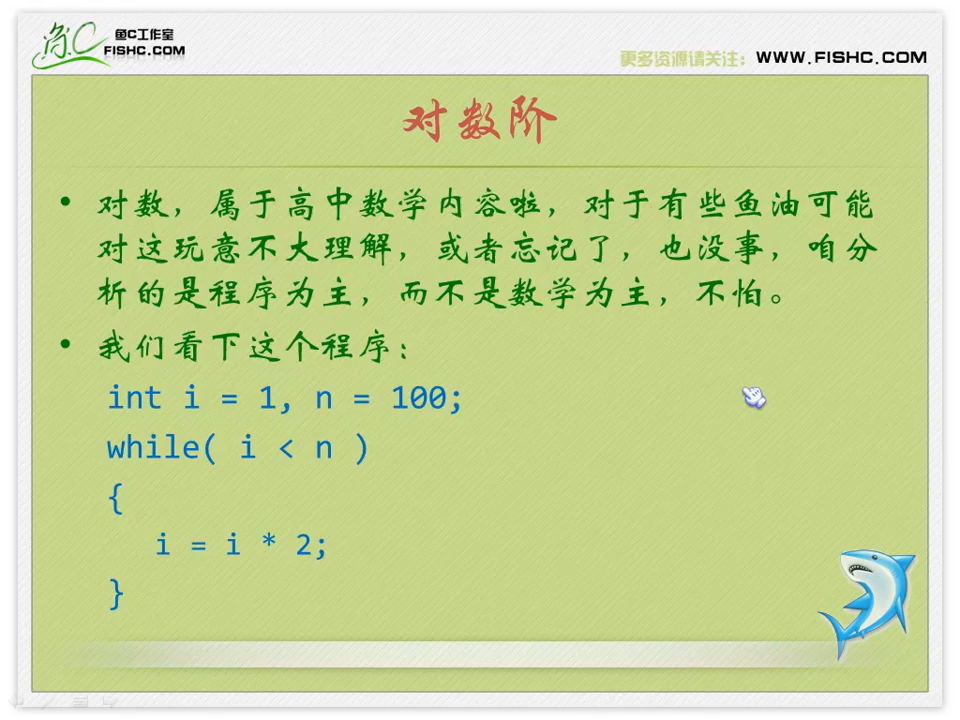 鱼C工作室
FISHC.COM
更多资源请关注：WWW.FISHC.COM
对数阶
• 对数，属于高中数学内容啦，对于有些鱼油可能
对这玩意不大理解，或者忘记了，也没事，咱分
析的是程序为主，而不是数学为主，不怕。
• 我们看下这个程序：
int i = 1, n = 100;
while( i < n )
{
i = i * 2;
}